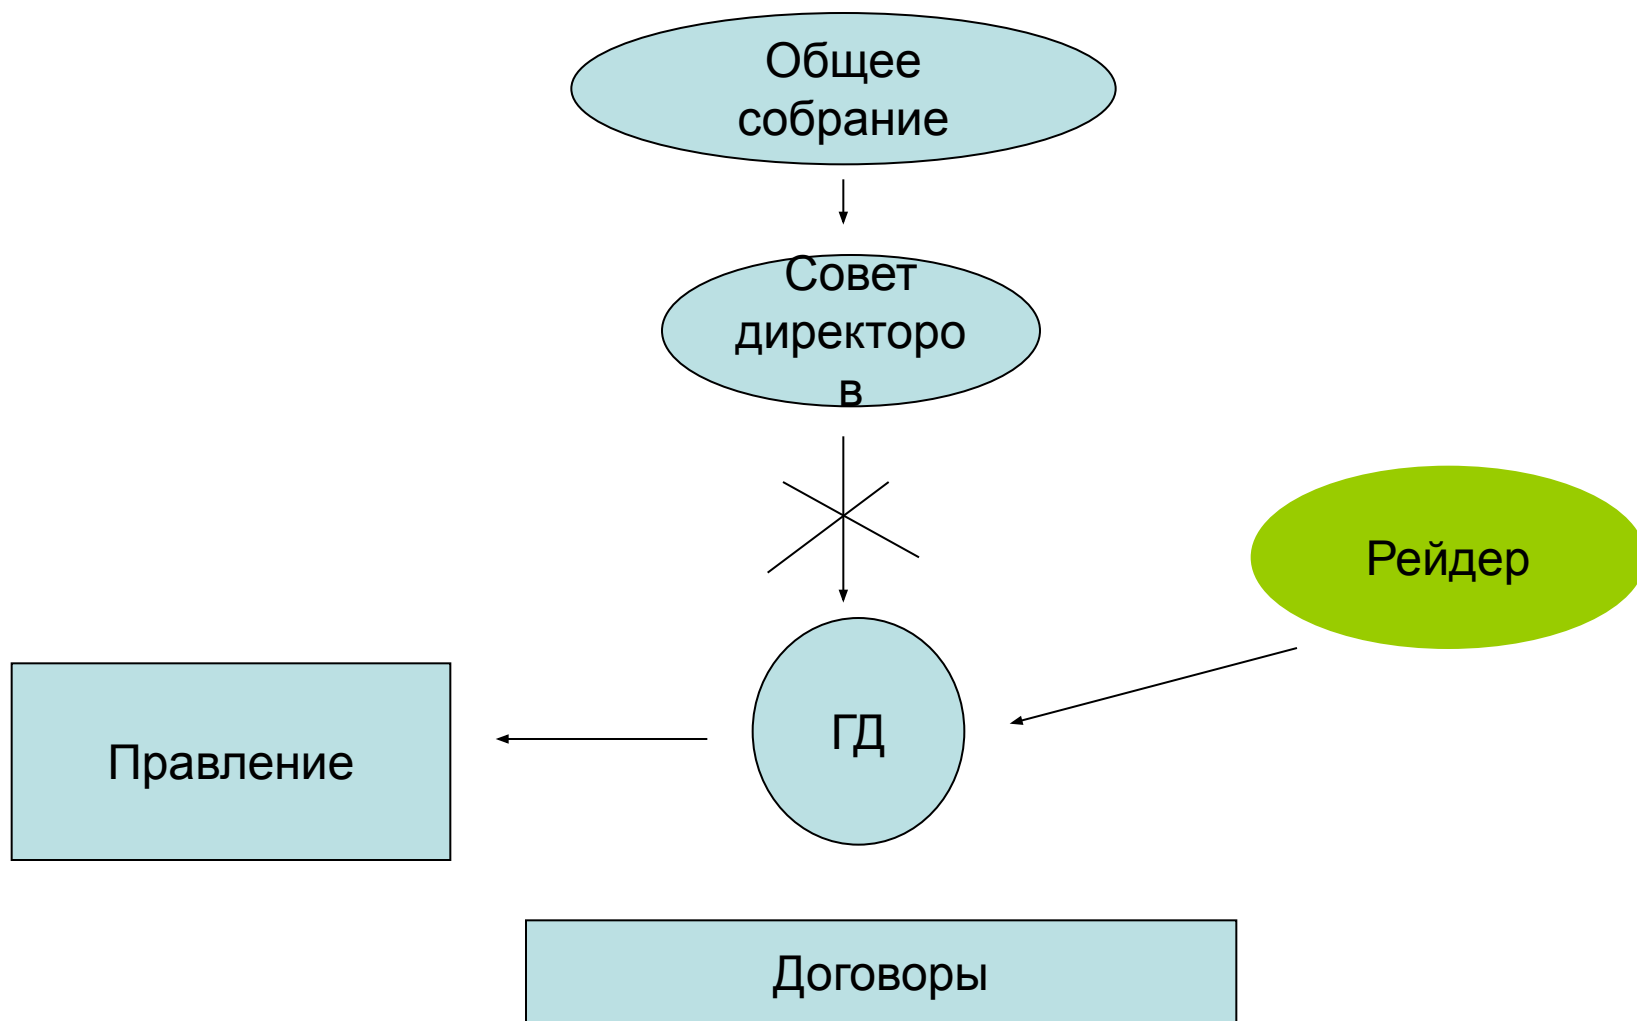 Общее
собрание
Совет
директоро
в
Рейдер
ГД
Правление
Договоры